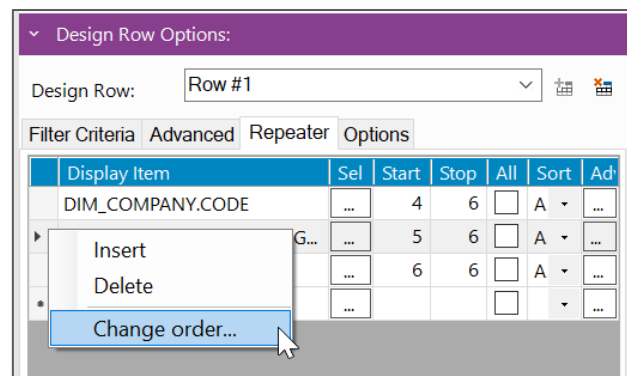 Design Row Options:
Design Row: Row #1
Filter Criteria Advanced Repeater Options
Display Item Sel Start Stop All Sort Adv
DIM_COMPANY.CODE ... 4 6 A ...
G... ... 5 6 A ...
... 6 6 A ...
... ...
Insert
Delete
Change order...